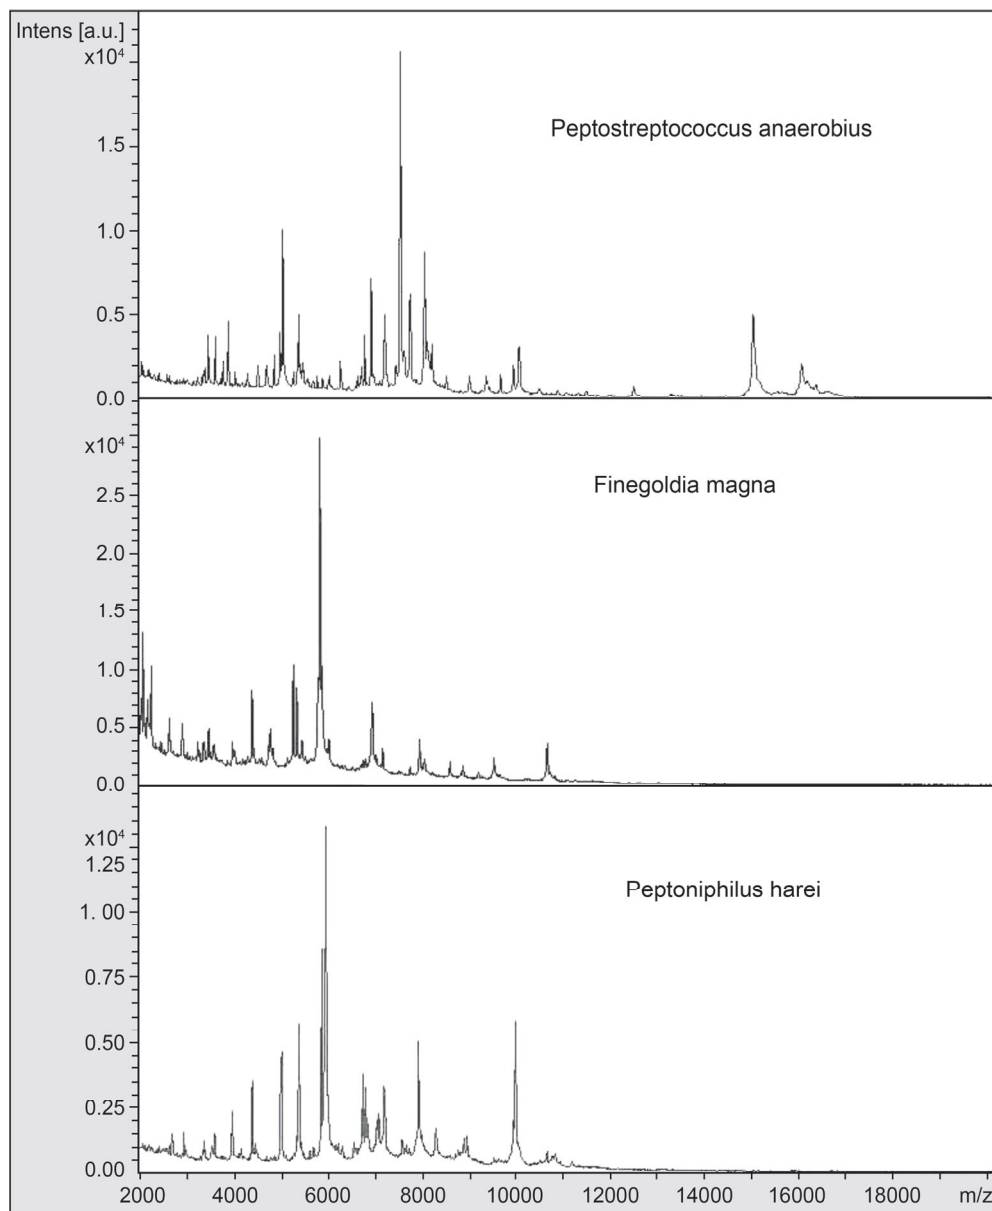 Intens [a.u.]
x10⁴
Peptostreptococcus anaerobius
1.5
1.0
0.5
0.0
x10⁴
Finegoldia magna
2.5
2.0
1.5
1.0
0.5
0.0
x10⁴
1.25
Peptoniphilus harei
1. 00
0.75
0.50
0.25
0.00
2000 4000 6000 8000 10000 12000 14000 16000 18000 m/z